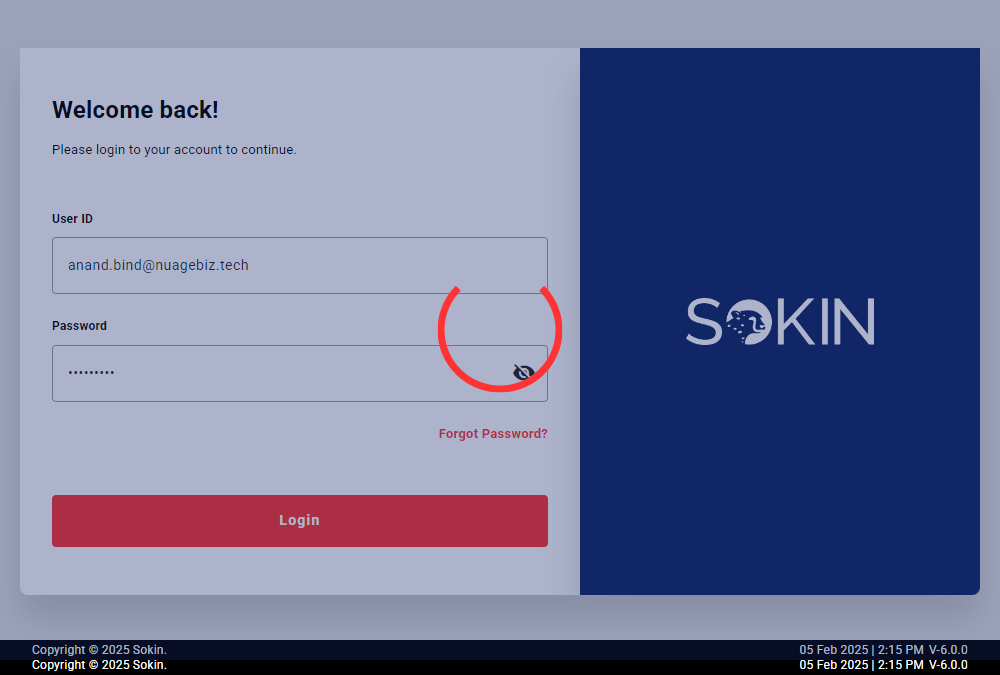 Welcome back!
Please login to your account to continue.
User ID
anand.bind@nuagebiz.tech
Password
•••••••••
Forgot Password?
Login
SOKIN
Copyright © 2025 Sokin. 05 Feb 2025 | 2:15 PM V-6.0.0
Copyright © 2025 Sokin. 05 Feb 2025 | 2:15 PM V-6.0.0